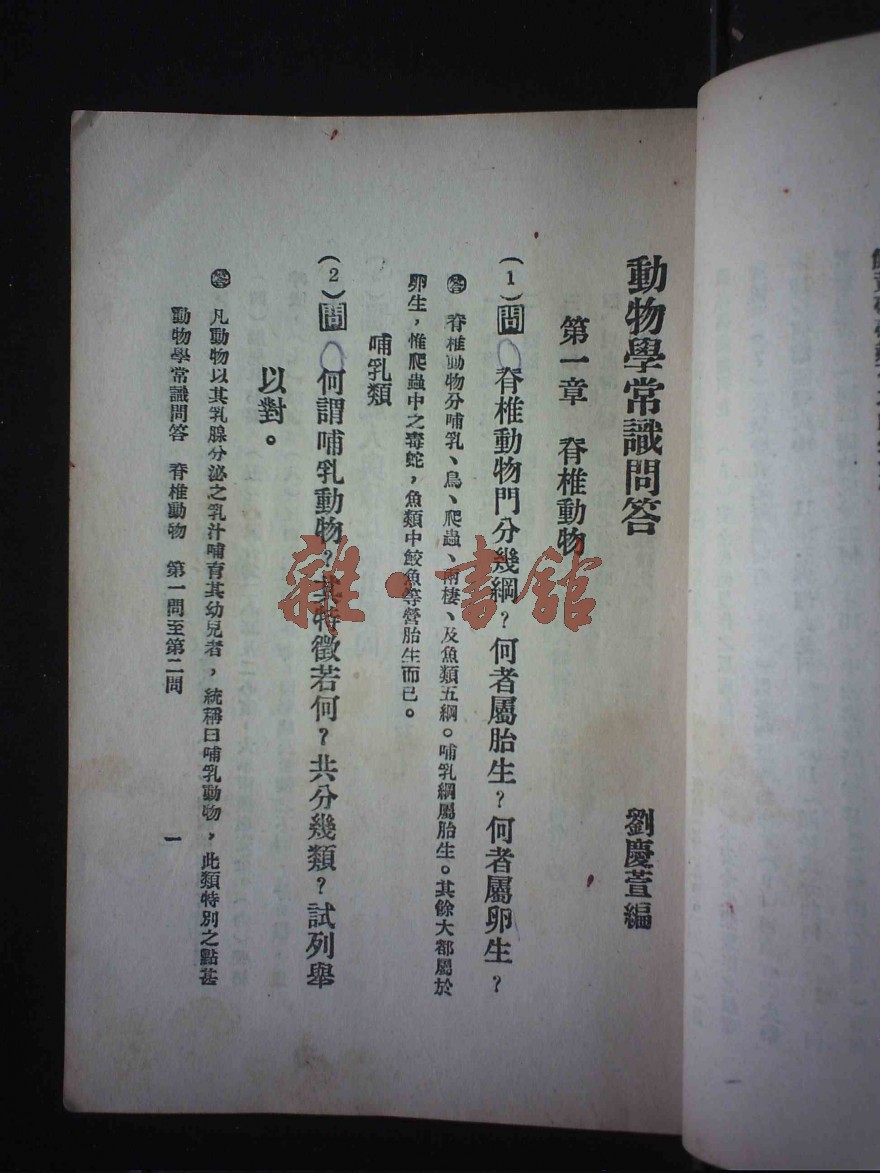 動物學常識問答
劉慶萱編
第一章 脊椎動物
(1)問 脊椎動物門分幾綱？何者屬胎生？何者屬卵生？
答 脊椎動物分哺乳、鳥、爬蟲、兩棲、及魚類五綱。哺乳綱屬胎生。其餘大都屬於
卵生，惟爬蟲中之毒蛇，魚類中鮫魚等營胎生而已。
哺乳類
(2)問 何謂哺乳動物？其特徵若何？共分幾類？試列舉
以對。
答 凡動物以其乳腺分泌之乳汁哺育其幼兒者，統稱曰哺乳動物，此類特別之點甚
動物學常識問答 脊椎動物 第一問至第二問 一
雜·書館